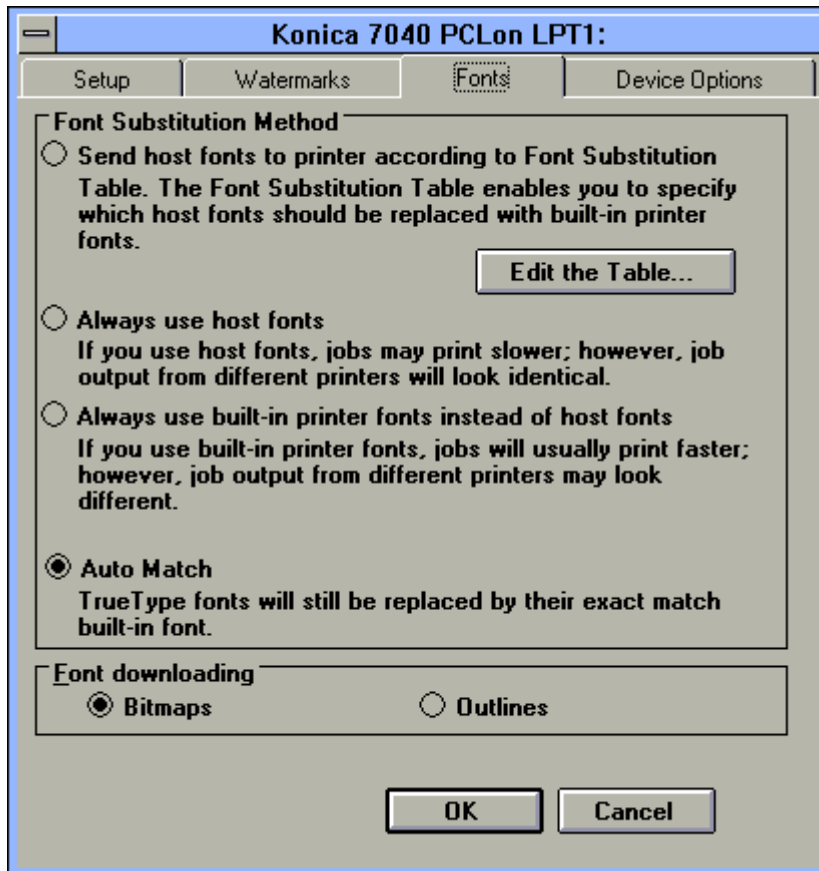 Konica 7040 PCLon LPT1:
Setup
Watermarks
Fonts
Device Options
Font Substitution Method
Send host fonts to printer according to Font Substitution
Table. The Font Substitution Table enables you to specify
which host fonts should be replaced with built-in printer
fonts.
Edit the Table...
Always use host fonts
If you use host fonts, jobs may print slower; however, job
output from different printers will look identical.
Always use built-in printer fonts instead of host fonts
If you use built-in printer fonts, jobs will usually print faster;
however, job output from different printers may look
different.
Auto Match
TrueType fonts will still be replaced by their exact match
built-in font.
Font downloading
Bitmaps
Outlines
OK
Cancel